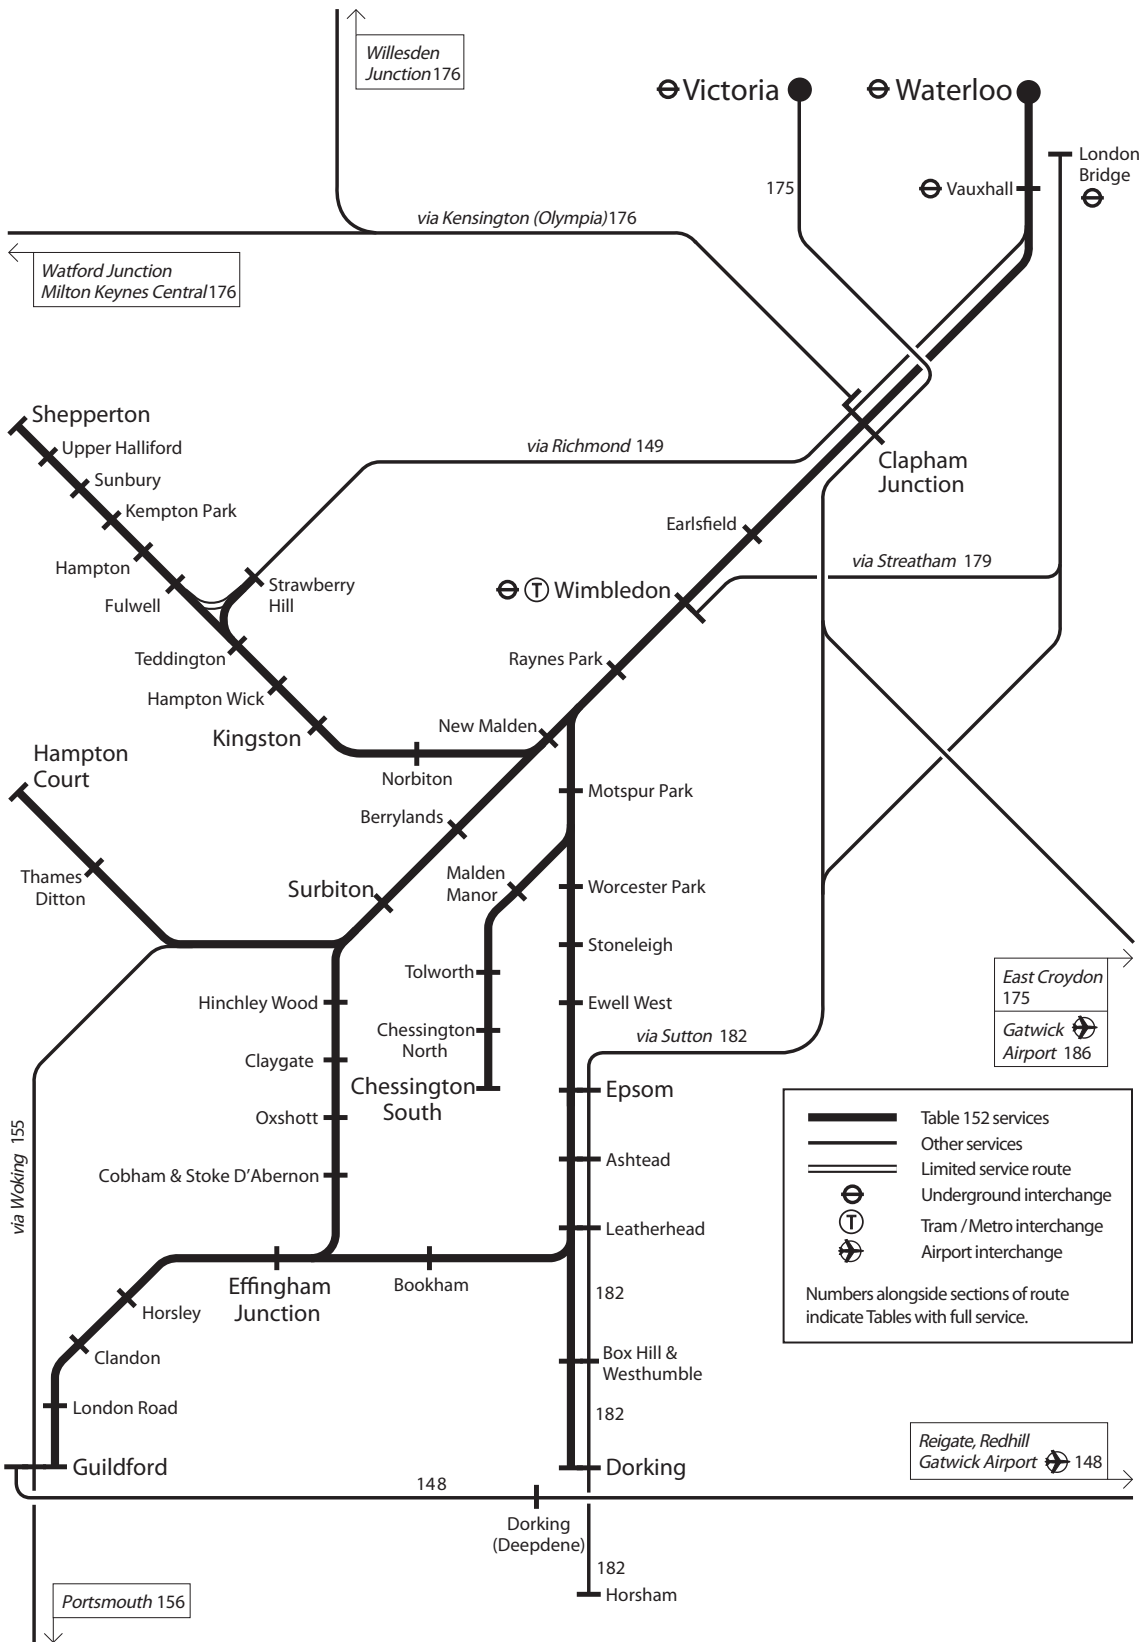 Willesden
Junction 176
Victoria
Waterloo
London
Bridge
175
Vauxhall
via Kensington (Olympia) 176
Watford Junction
Milton Keynes Central 176
Shepperton
Upper Halliford
Sunbury
Kempton Park
Hampton
Fulwell
via Richmond 149
Clapham
Junction
Earlsfield
Strawberry
Hill
T
Wimbledon
via Streatham 179
Teddington
Raynes Park
Hampton Wick
New Malden
Kingston
Hampton
Court
Norbiton
Motspur Park
Berrylands
Thames
Ditton
Surbiton
Malden
Manor
Worcester Park
Stoneleigh
Tolworth
Hinchley Wood
Ewell West
Chessington
North
via Sutton 182
East Croydon
175
Gatwick
Airport 186
Claygate
Chessington
South
Epsom
Oxshott
Ashtead
via Woking 155
Cobham & Stoke D'Abernon
Leatherhead
Table 152 services
Other services
Limited service route
Underground interchange
T
Tram / Metro interchange
Airport interchange
Numbers alongside sections of route
indicate Tables with full service.
Effingham
Junction
Bookham
182
Horsley
Clandon
Box Hill &
Westhumble
London Road
182
Guildford
Dorking
Reigate, Redhill
Gatwick Airport 148
148
Dorking
(Deepdene)
182
Horsham
Portsmouth 156